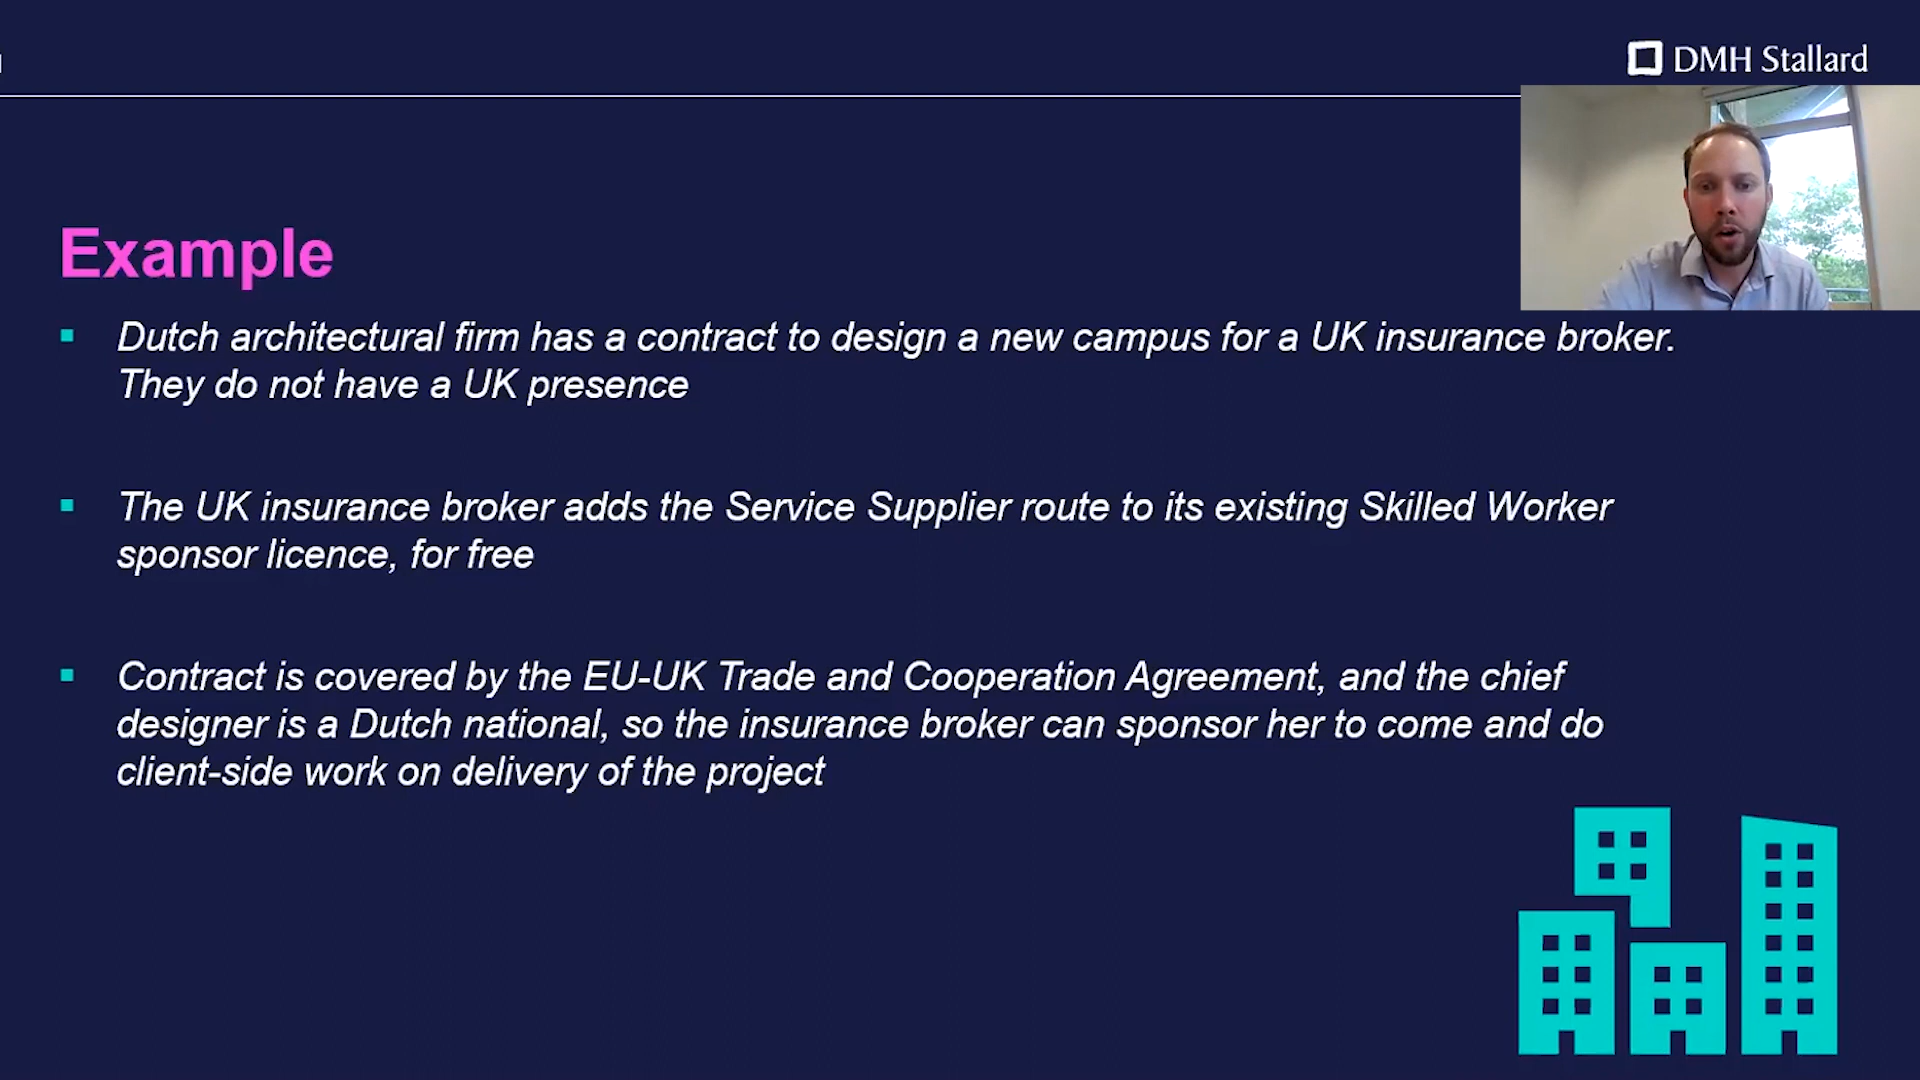 DMH Stallard
Example
Dutch architectural firm has a contract to design a new campus for a UK insurance broker.
They do not have a UK presence
The UK insurance broker adds the Service Supplier route to its existing Skilled Worker
sponsor licence, for free
Contract is covered by the EU-UK Trade and Cooperation Agreement, and the chief
designer is a Dutch national, so the insurance broker can sponsor her to come and do
client-side work on delivery of the project